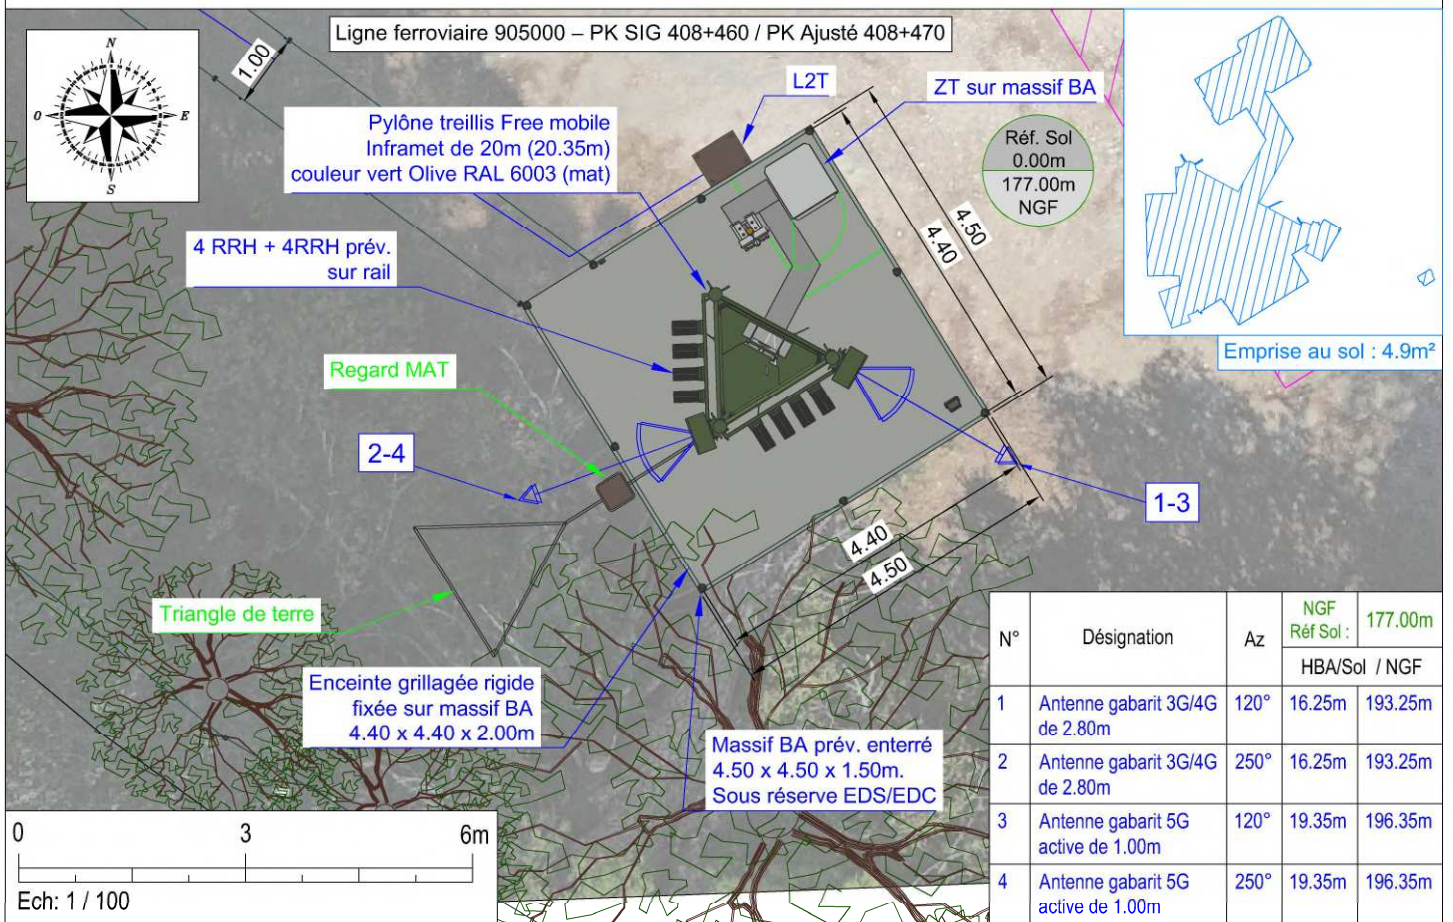 Ligne ferroviaire 905000 – PK SIG 408+460 / PK Ajusté 408+470
N
O
E
S
1.00
L2T
ZT sur massif BA
Pylône treillis Free mobile
Inframet de 20m (20.35m)
couleur vert Olive RAL 6003 (mat)
Réf. Sol
0.00m
177.00m
NGF
4.50
4.40
4 RRH + 4RRH prév.
sur rail
Emprise au sol : 4.9m²
Regard MAT
2-4
1-3
4.40
4.50
Triangle de terre
Enceinte grillagée rigide
fixée sur massif BA
4.40 x 4.40 x 2.00m
Massif BA prév. enterré
4.50 x 4.50 x 1.50m.
Sous réserve EDS/EDC
N° Désignation Az NGF Réf Sol : 177.00m
HBA/Sol / NGF
1 Antenne gabarit 3G/4G de 2.80m 120° 16.25m 193.25m
2 Antenne gabarit 3G/4G de 2.80m 250° 16.25m 193.25m
3 Antenne gabarit 5G active de 1.00m 120° 19.35m 196.35m
4 Antenne gabarit 5G active de 1.00m 250° 19.35m 196.35m
0 3 6m
Ech: 1 / 100